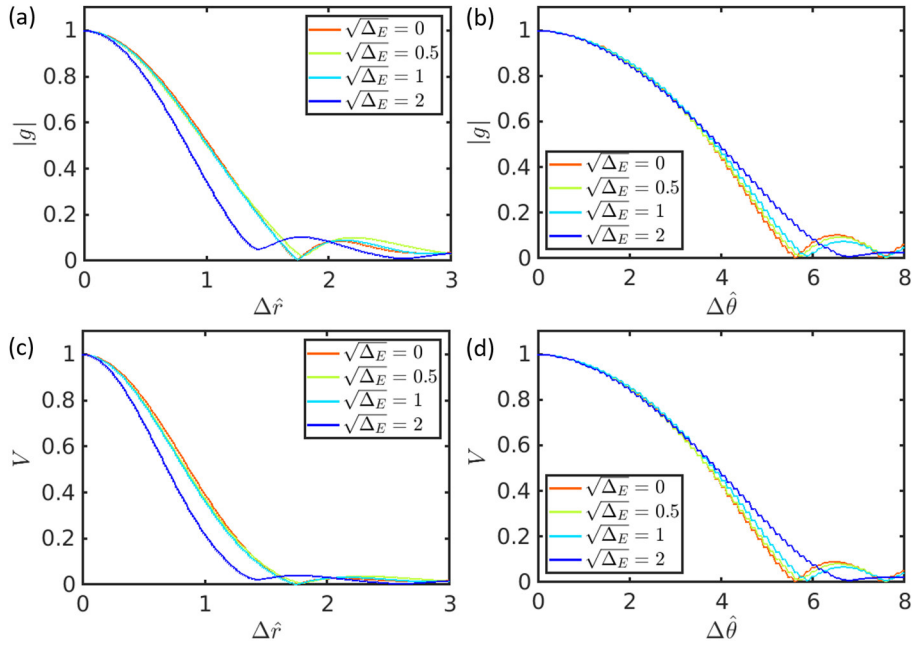 (a)
1
0.8
0.6
0.4
0.2
0
|g|
0 1 2 3
Δr̂
√Δ_E = 0
√Δ_E = 0.5
√Δ_E = 1
√Δ_E = 2
(b)
1
0.8
0.6
0.4
0.2
0
|g|
0 2 4 6 8
Δθ̂
√Δ_E = 0
√Δ_E = 0.5
√Δ_E = 1
√Δ_E = 2
(c)
1
0.8
0.6
0.4
0.2
0
V
0 1 2 3
Δr̂
√Δ_E = 0
√Δ_E = 0.5
√Δ_E = 1
√Δ_E = 2
(d)
1
0.8
0.6
0.4
0.2
0
V
0 2 4 6 8
Δθ̂
√Δ_E = 0
√Δ_E = 0.5
√Δ_E = 1
√Δ_E = 2